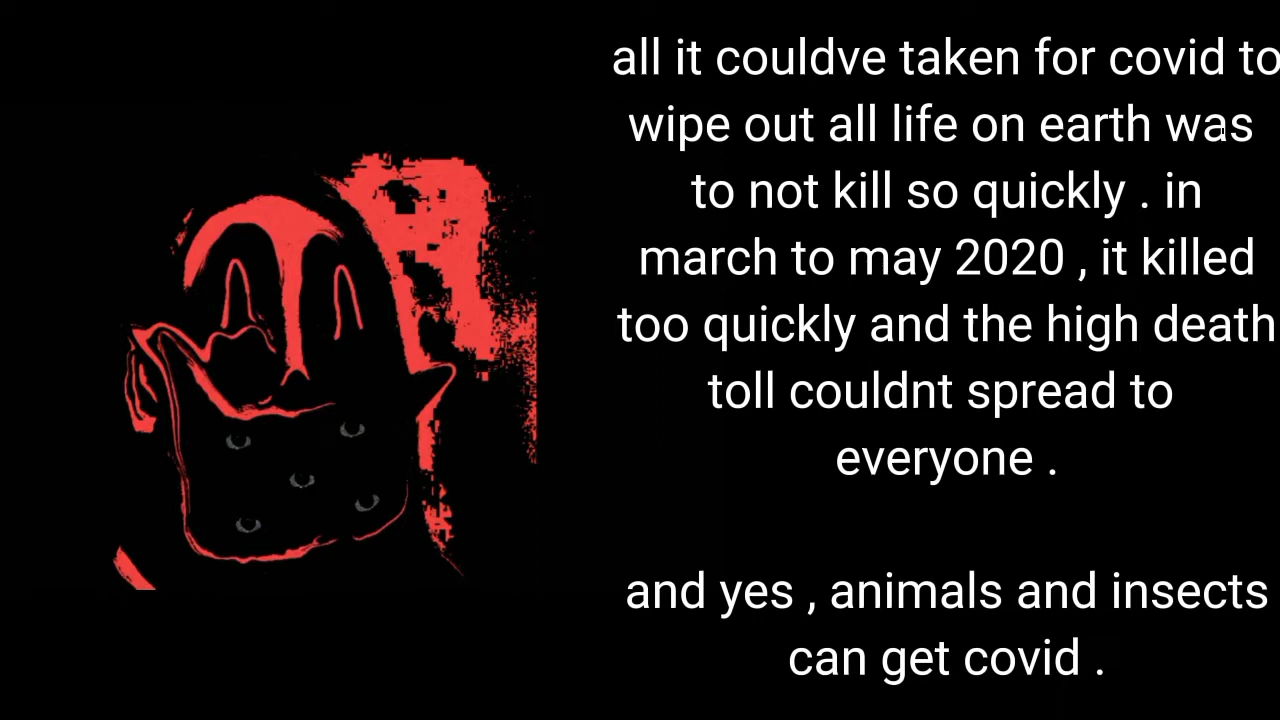 all it couldve taken for covid to
wipe out all life on earth was
to not kill so quickly . in
march to may 2020 , it killed
too quickly and the high death
toll couldnt spread to
everyone .
and yes , animals and insects
can get covid .